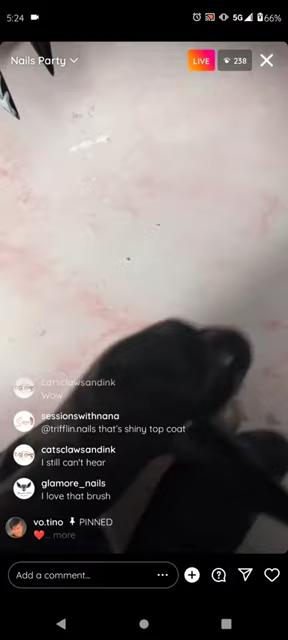 5:24
5G
66%
Nails Party
LIVE
238
catsclawsandink
Wow
sessionswithnana
@trifflin.nails that's shiny top coat
catsclawsandink
I still can't hear
glamore_nails
I love that brush
vo.tino PINNED
❤️... more
Add a comment...